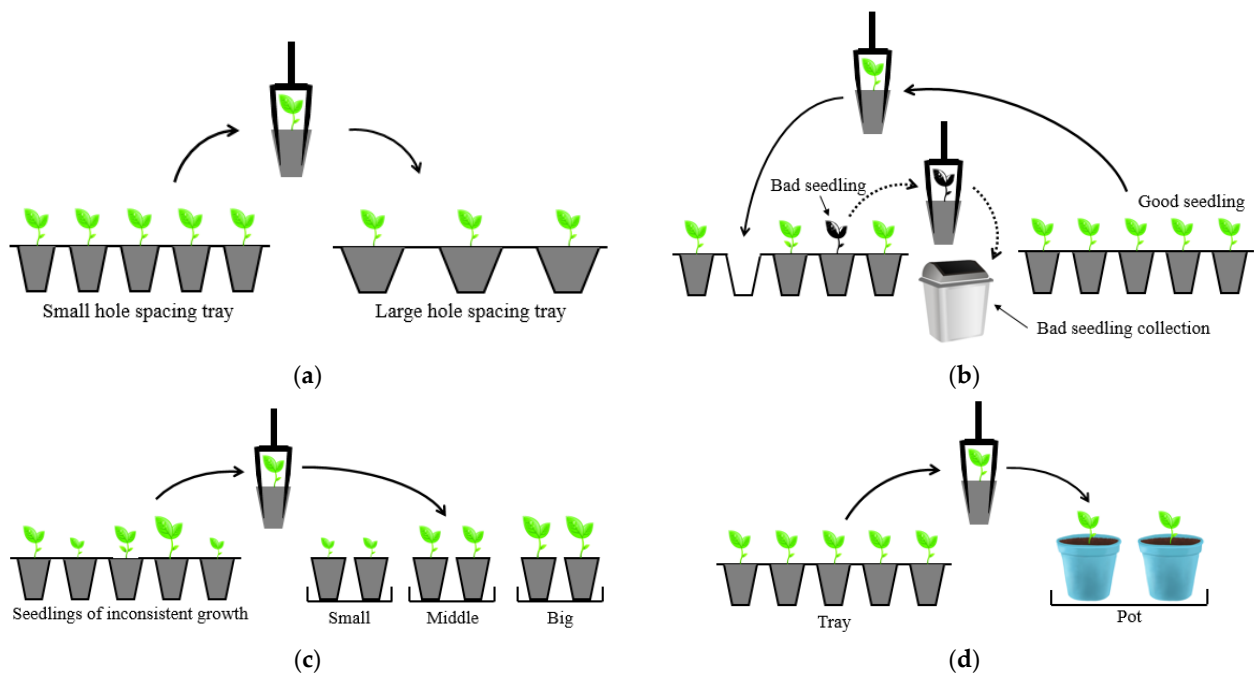 Small hole spacing tray
Large hole spacing tray
(a)
Bad seedling
Good seedling
Bad seedling collection
(b)
Seedlings of inconsistent growth
Small
Middle
Big
(c)
Tray
Pot
(d)